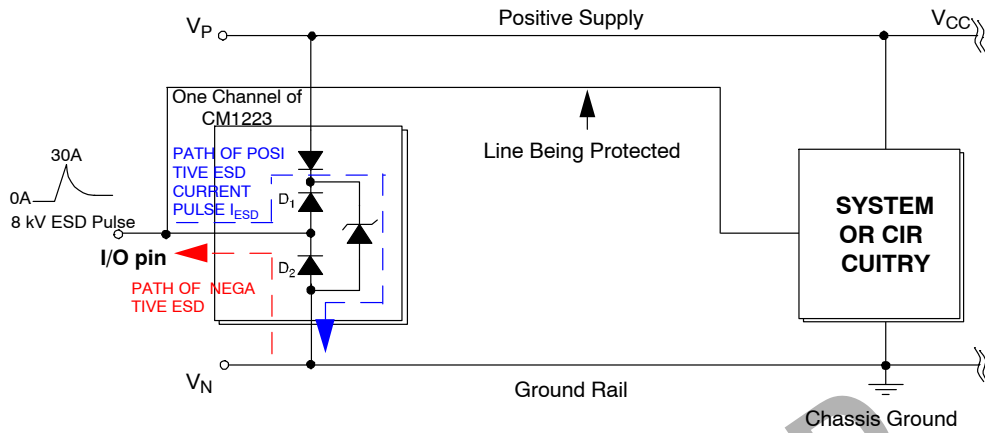 VP
Positive Supply
VCC
One Channel of
CM1223
30A
0A
8 kV ESD Pulse
PATH OF POSI
TIVE ESD
CURRENT
PULSE IESD
D1
D2
I/O pin
PATH OF NEGA
TIVE ESD
Line Being Protected
SYSTEM
OR CIR
CUITRY
VN
Ground Rail
Chassis Ground